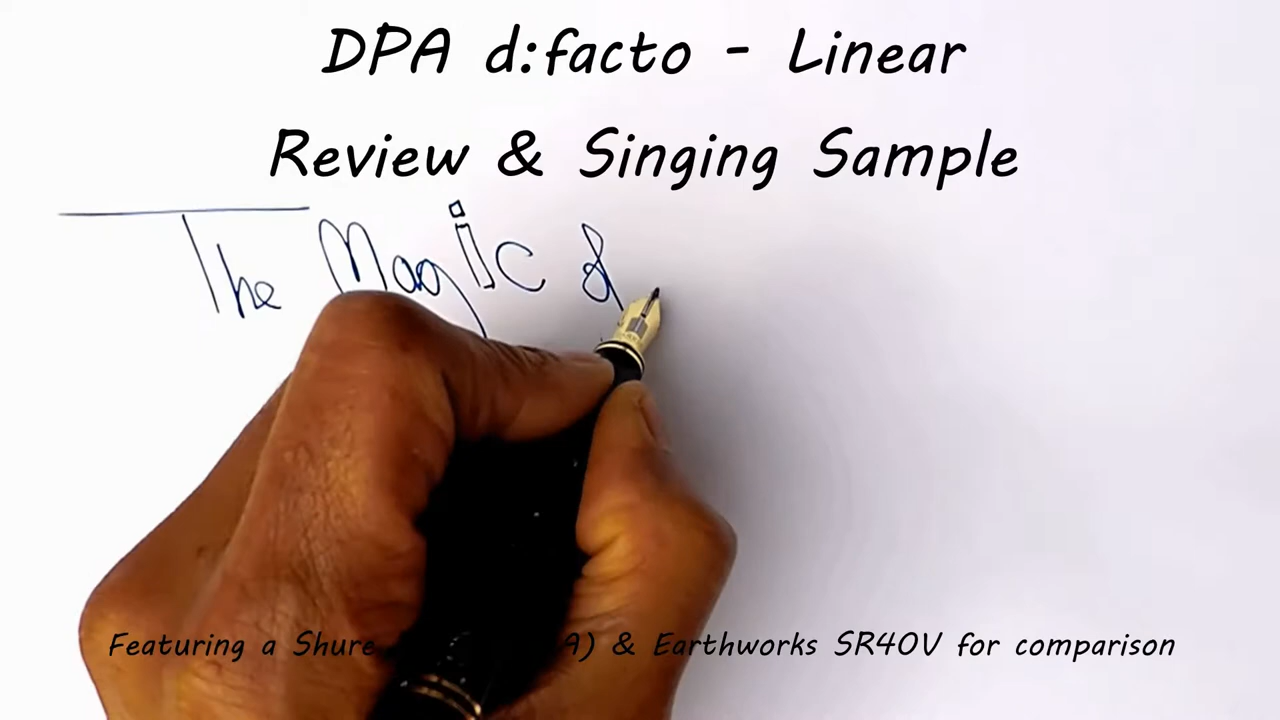 DPA d:facto - Linear
Review & Singing Sample
The Magic
Featuring a Shure A) & Earthworks SR40V for comparison